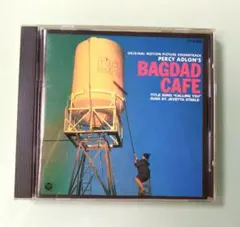 ORIGINAL MOTION PICTURE SOUNDTRACK
PERCY ADLON'S
BAGDAD
CAFE
TITLE SONG "CALLING YOU"
SUNG BY JEVETTA STEELE